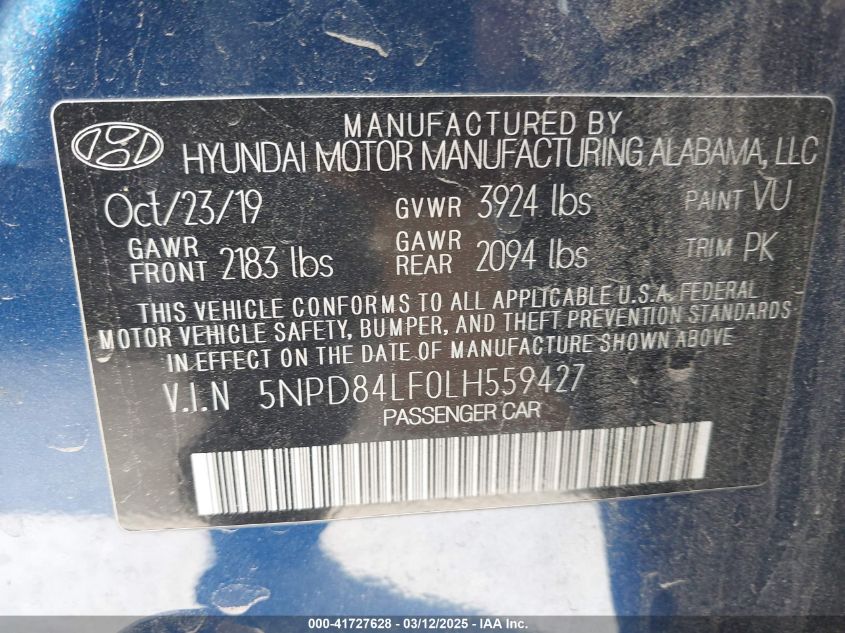 MANUFACTURED BY
HYUNDAI MOTOR MANUFACTURING ALABAMA, LLC
Oct/23/19 GVWR 3924 lbs PAINT VU
GAWR FRONT 2183 lbs GAWR REAR 2094 lbs TRIM PK
THIS VEHICLE CONFORMS TO ALL APPLICABLE U.S.A. FEDERAL
MOTOR VEHICLE SAFETY, BUMPER, AND THEFT PREVENTION STANDARDS
IN EFFECT ON THE DATE OF MANUFACTURE SHOWN ABOVE
V.I.N 5NPD84LF0LH559427
PASSENGER CAR
000-41727628 - 03/12/2025 - IAAI.COM